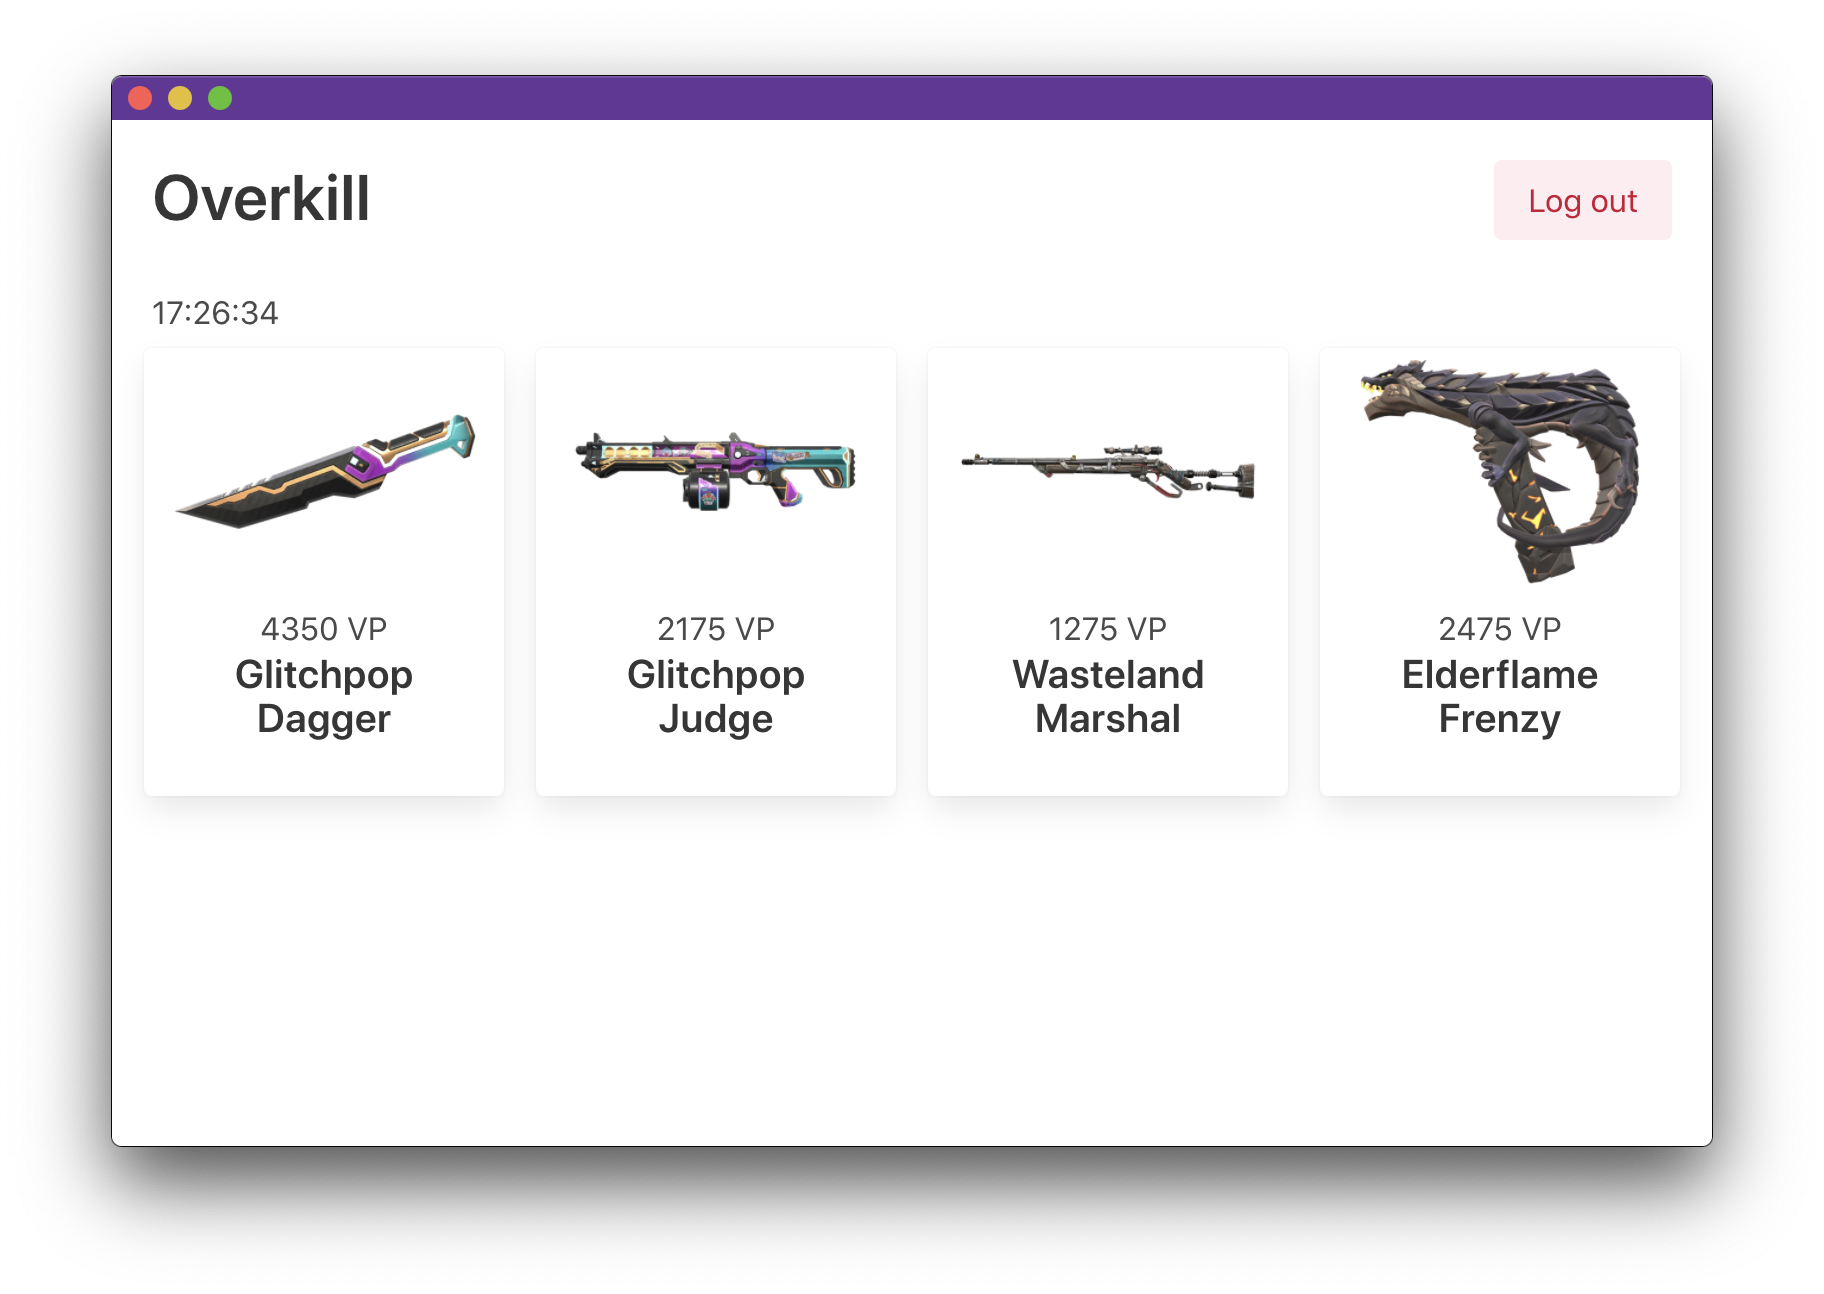 Overkill
Log out
17:26:34
4350 VP
Glitchpop
Dagger
2175 VP
Glitchpop
Judge
1275 VP
Wasteland
Marshal
2475 VP
Elderflame
Frenzy